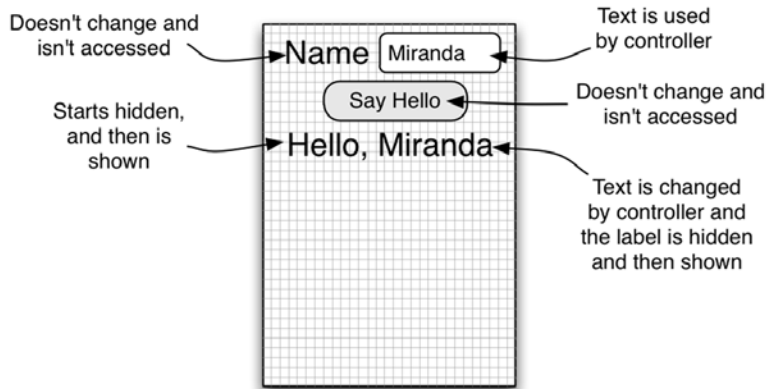 Doesn't change and
isn't accessed
Name
Miranda
Text is used
by controller
Say Hello
Doesn't change and
isn't accessed
Starts hidden,
and then is
shown
Hello, Miranda
Text is changed
by controller and
the label is hidden
and then shown